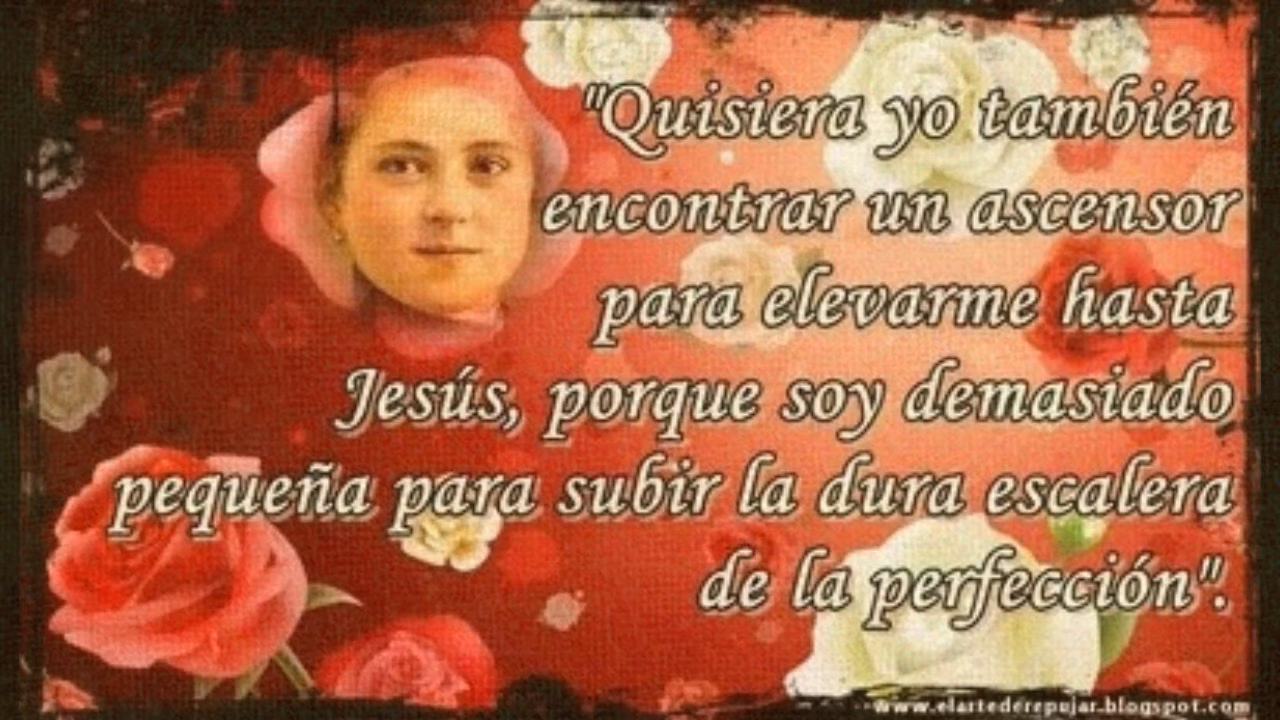 "Quisiera yo también
encontrar un ascensor
para elevarme hasta
Jesús, porque soy demasiado
pequeña para subir la dura escalera
de la perfección".
www.elartederepujar.blogspot.com